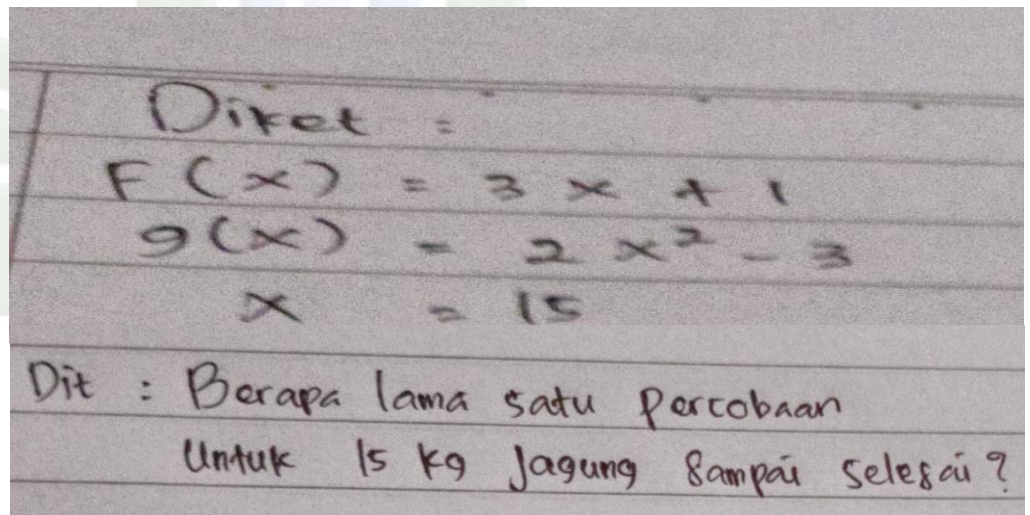 Diket :
F(x) = 3x + 1
g(x) = 2x² - 3
x = 15
Dit : Berapa lama satu percobaan
Untuk 15 kg Jagung Sampai Selesai?